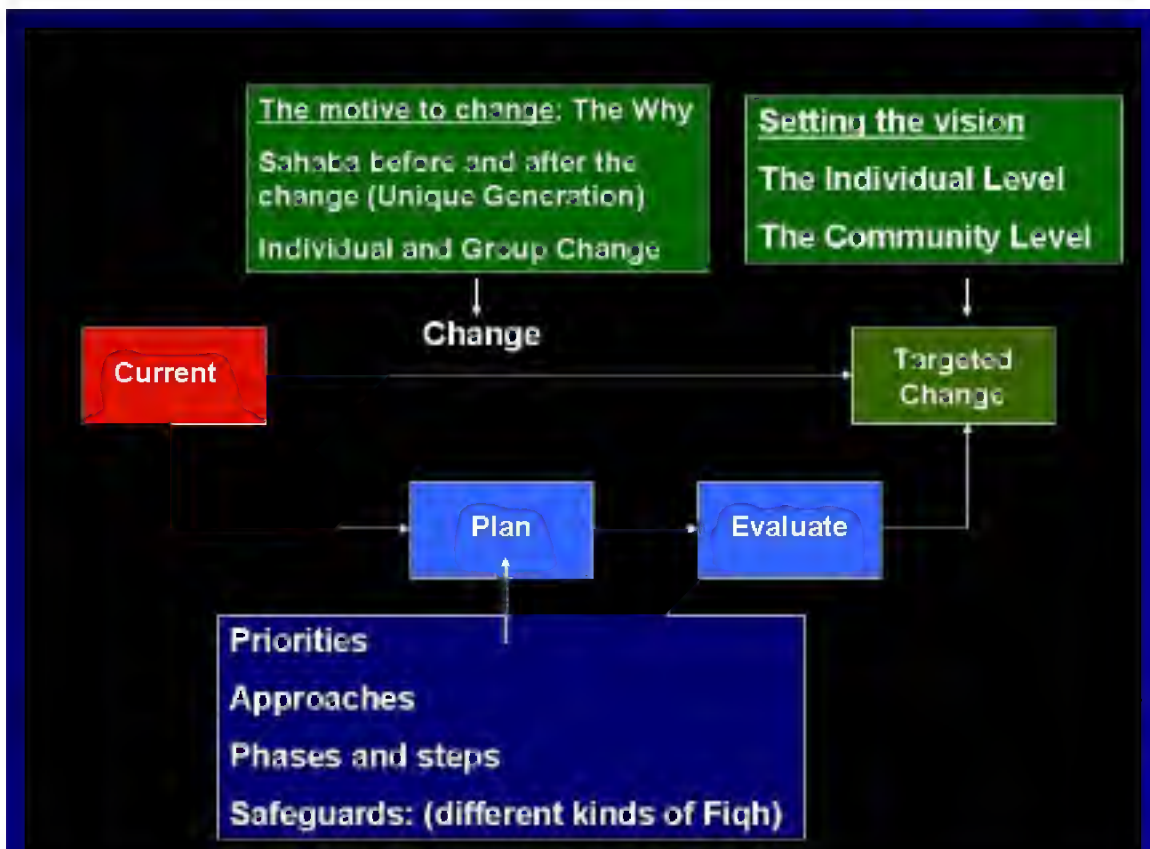 The motive to change: The Why
Sahaba before and after the
change (Unique Generation)
Individual and Group Change
Setting the vision
The Individual Level
The Community Level
Change
Current
Targeted
Change
Plan
Evaluate
Priorities
Approaches
Phases and steps
Safeguards: (different kinds of Fiqh)